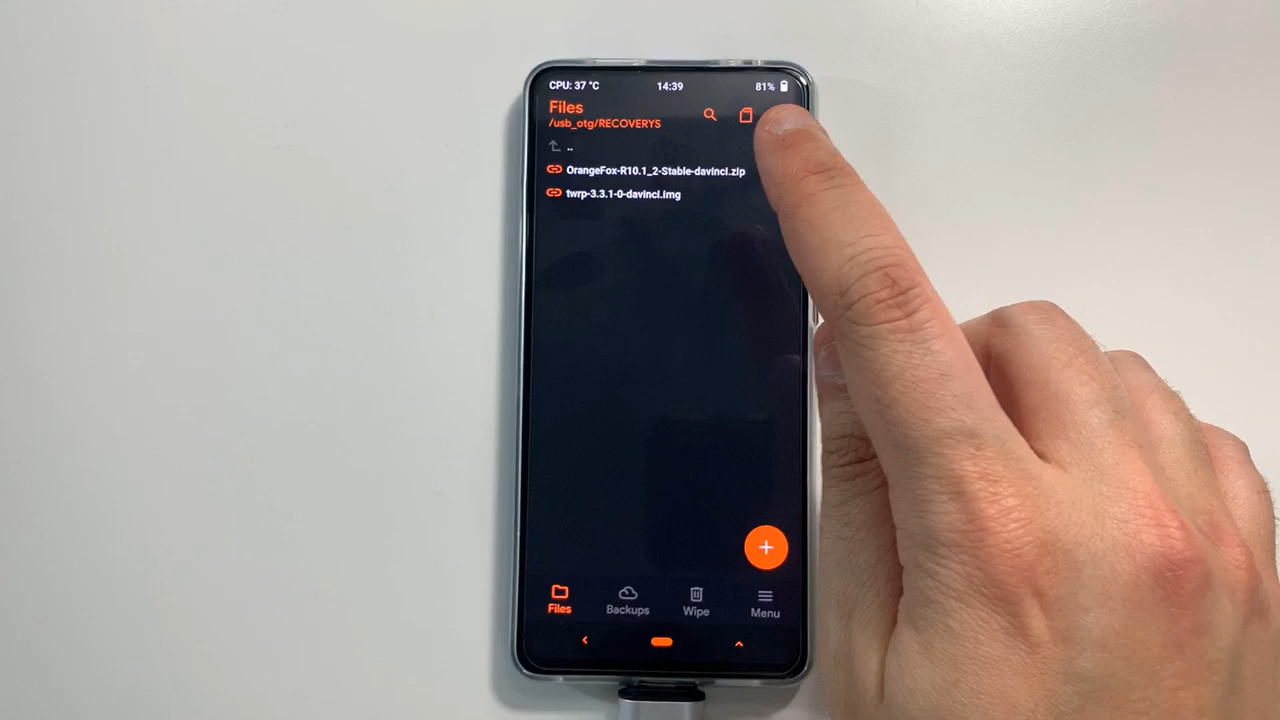 CPU: 37 °C 14:39 81%
Files
/usb_otg/RECOVERYS
..
OrangeFox-R10.1_2-Stable-davinci.zip
twrp-3.3.1-0-davinci.img
+
Files Backups Wipe Menu